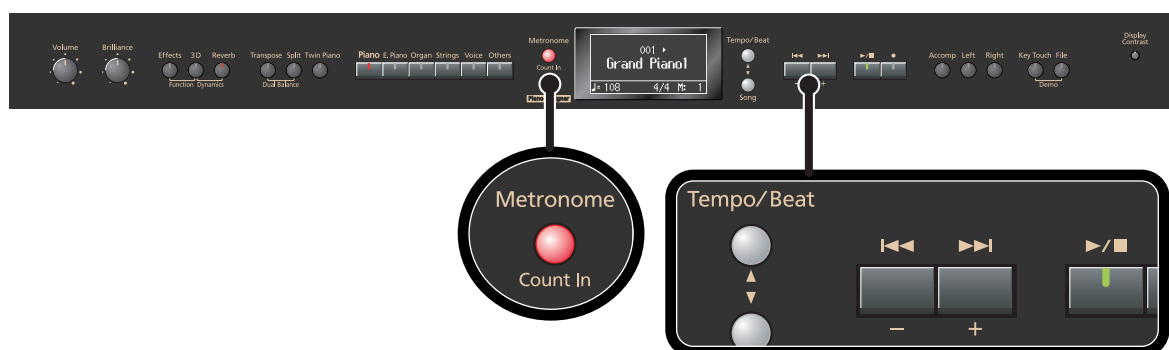 Volume
Brilliance
Effects 3D Reverb
Function Dynamics
Transpose Split Twin Piano
Dual Balance
Piano E. Piano Organ Strings Voice Others
Metronome
Count In
001 ▸
Grand Piano1
♩= 108 4/4 M: 1
Tempo/Beat
Song
- +
Accomp Left Right
Key Touch File
Demo
Display
Contrast
Metronome
Count In
Tempo/Beat
- +